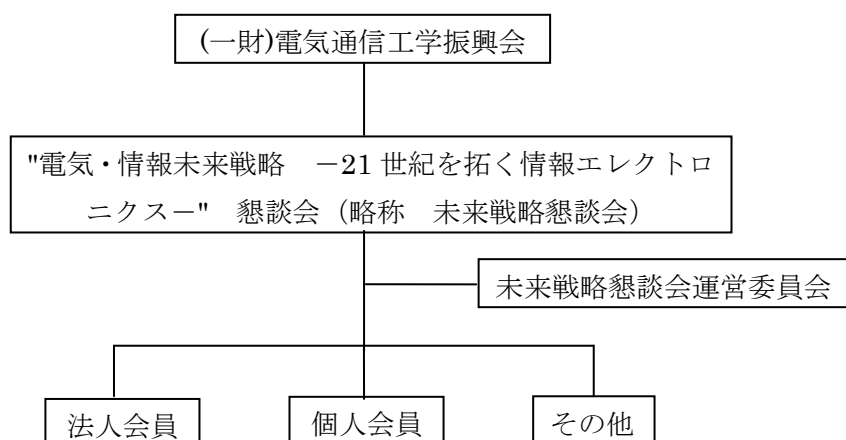 (一財)電気通信工学振興会
"電気・情報未来戦略　－21 世紀を拓く情報エレクトロ
ニクス－"　懇談会（略称　未来戦略懇談会）
未来戦略懇談会運営委員会
法人会員
個人会員
その他